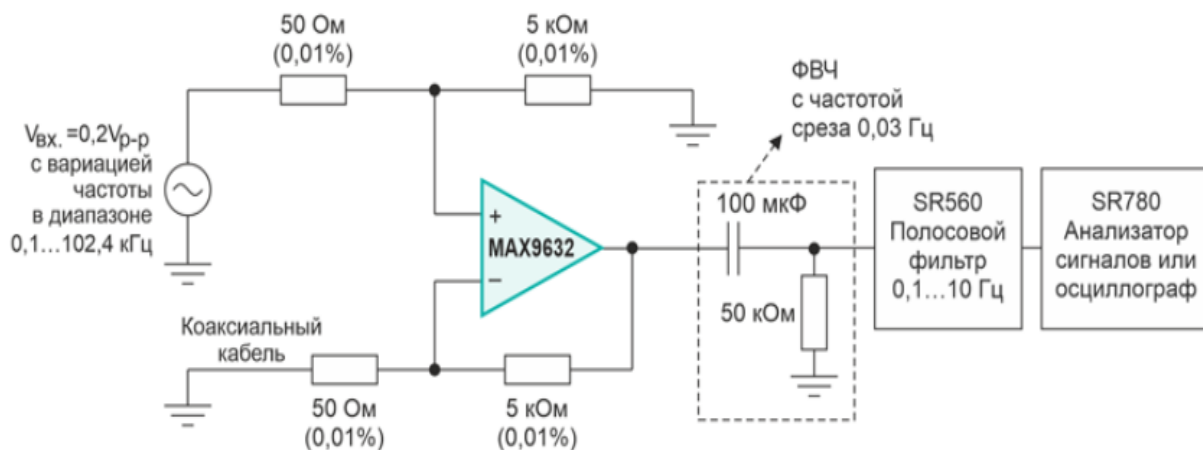 50 Ом
(0,01%)
5 кОм
(0,01%)
ФВЧ
с частотой
среза 0,03 Гц
Vвх. =0,2Vp-p
с вариацией
частоты
в диапазоне
0,1...102,4 кГц
+
MAX9632
−
100 мкФ
50 кОм
SR560
Полосовой
фильтр
0,1...10 Гц
SR780
Анализатор
сигналов или
осциллограф
Коаксиальный
кабель
50 Ом
(0,01%)
5 кОм
(0,01%)